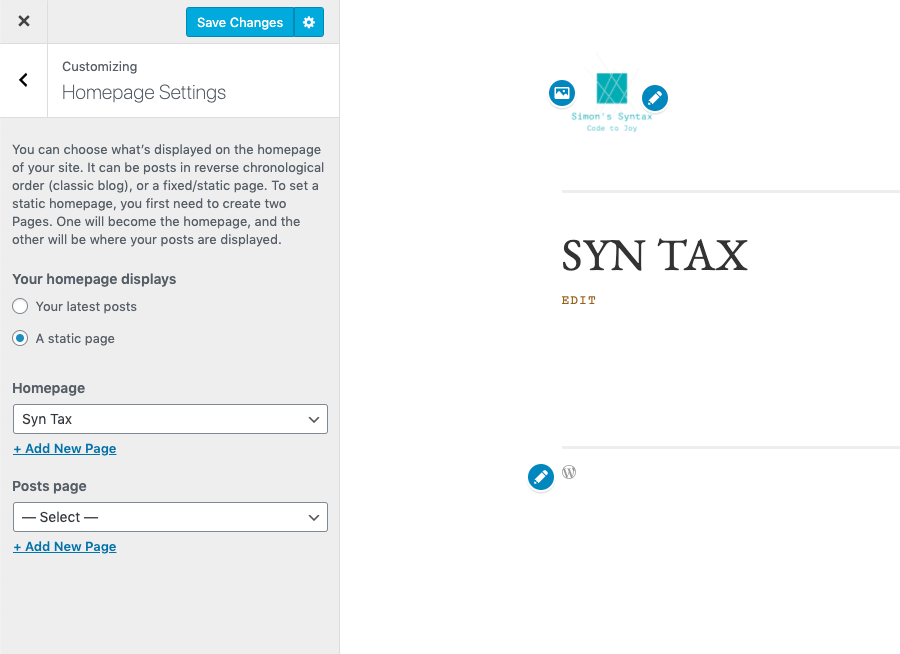 Save Changes
Customizing
Homepage Settings
You can choose what's displayed on the homepage
of your site. It can be posts in reverse chronological
order (classic blog), or a fixed/static page. To set a
static homepage, you first need to create two
Pages. One will become the homepage, and the
other will be where your posts are displayed.
Your homepage displays
Your latest posts
A static page
Homepage
Syn Tax
+ Add New Page
Posts page
— Select —
+ Add New Page
Simon's Syntax
Code to Joy
SYN TAX
EDIT